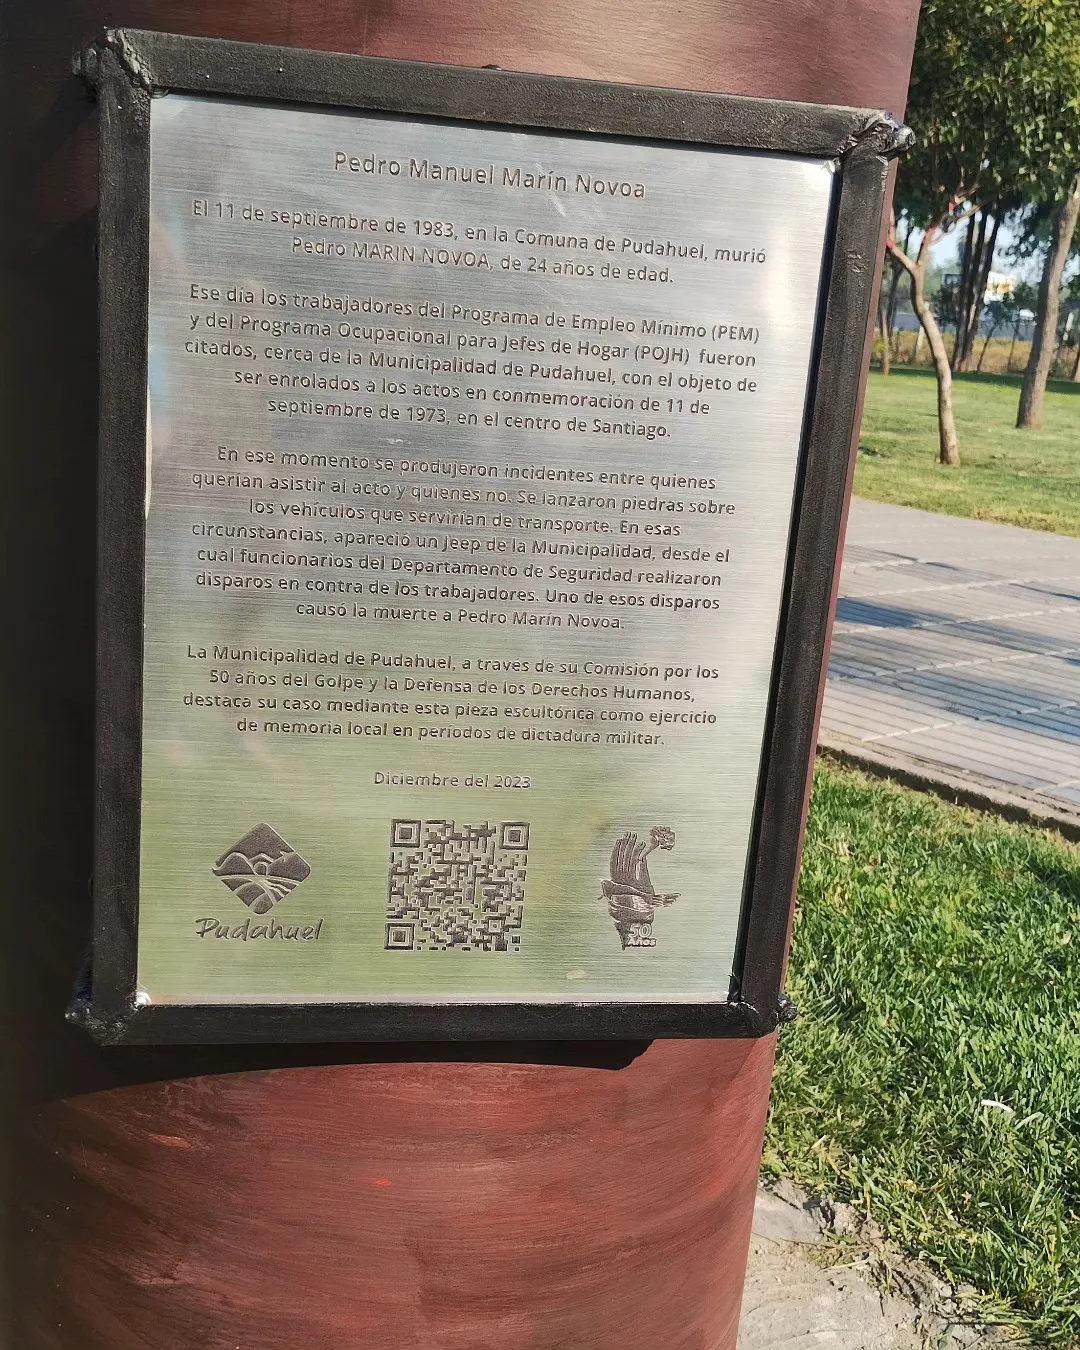 Pedro Manuel Marín Novoa
El 11 de septiembre de 1983, en la Comuna de Pudahuel, murió
Pedro MARIN NOVOA, de 24 años de edad.
Ese día los trabajadores del Programa de Empleo Mínimo (PEM)
y del Programa Ocupacional para Jefes de Hogar (POJH) fueron
citados, cerca de la Municipalidad de Pudahuel, con el objeto de
ser enrolados a los actos en conmemoración de 11 de
septiembre de 1973, en el centro de Santiago.
En ese momento se produjeron incidentes entre quienes
querían asistir al acto y quienes no. Se lanzaron piedras sobre
los vehículos que servirían de transporte. En esas
circunstancias, apareció un Jeep de la Municipalidad, desde el
cual funcionarios del Departamento de Seguridad realizaron
disparos en contra de los trabajadores. Uno de esos disparos
causó la muerte a Pedro Marín Novoa.
La Municipalidad de Pudahuel, a través de su Comisión por los
50 años del Golpe y la Defensa de los Derechos Humanos,
destaca su caso mediante esta pieza escultórica como ejercicio
de memoria local en periodos de dictadura militar.
Diciembre del 2023
Pudahuel
50
Años